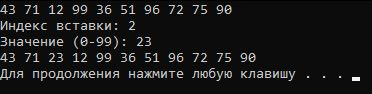 43 71 12 99 36 51 96 72 75 90
Индекс вставки: 2
Значение (0-99): 23
43 71 23 12 99 36 51 96 72 75 90
Для продолжения нажмите любую клавишу . . .